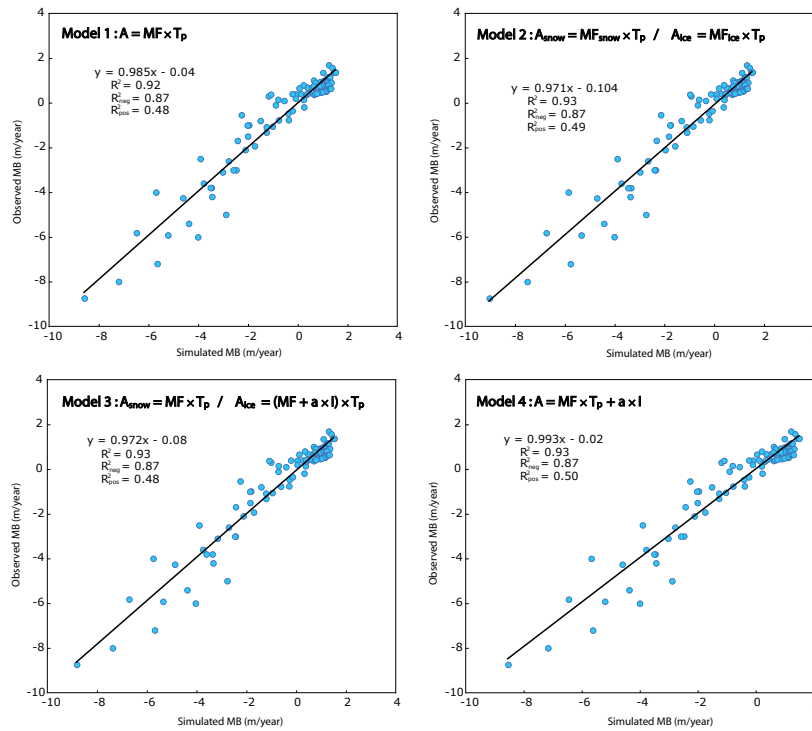 Model 1 : A = MF × Tp
y = 0.985x - 0.04
R² = 0.92
R²neg = 0.87
R²pos = 0.48
4
2
0
-2
-4
-6
-8
-10
Observed MB (m/year)
-10 -8 -6 -4 -2 0 2 4
Simulated MB (m/year)
Model 2 : Asnow = MFsnow × Tp / Aice = MFice × Tp
y = 0.971x - 0.104
R² = 0.93
R²neg = 0.87
R²pos = 0.49
4
2
0
-2
-4
-6
-8
-10
Observed MB (m/year)
-10 -8 -6 -4 -2 0 2
Simulated MB (m/year)
Model 3 : Asnow = MF × Tp / Aice = (MF + a × I) × Tp
y = 0.972x - 0.08
R² = 0.93
R²neg = 0.87
R²pos = 0.48
4
2
0
-2
-4
-6
-8
-10
Observed MB (m/year)
-10 -8 -6 -4 -2 0 2 4
Simulated MB (m/year)
Model 4 : A = MF × Tp + a × I
y = 0.993x - 0.02
R² = 0.93
R²neg = 0.87
R²pos = 0.50
4
2
0
-2
-4
-6
-8
-10
Observed MB (m/year)
-10 -8 -6 -4 -2 0
Simulated MB (m/year)